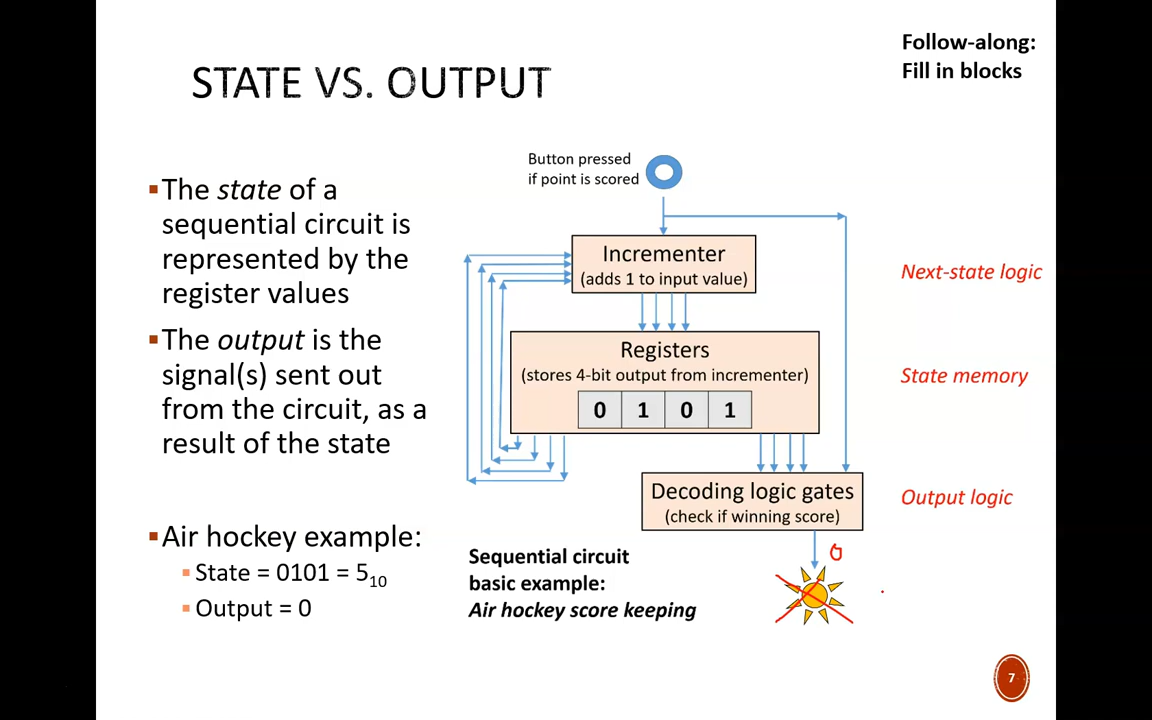 Follow-along:
Fill in blocks
STATE VS. OUTPUT
▪The state of a
sequential circuit is
represented by the
register values
▪The output is the
signal(s) sent out
from the circuit, as a
result of the state
▪Air hockey example:
▪State = 0101 = 5₁₀
▪Output = 0
Button pressed
if point is scored
Incrementer
(adds 1 to input value)
Next-state logic
Registers
(stores 4-bit output from incrementer)
0 1 0 1
State memory
Decoding logic gates
(check if winning score)
Output logic
0
Sequential circuit
basic example:
Air hockey score keeping
7